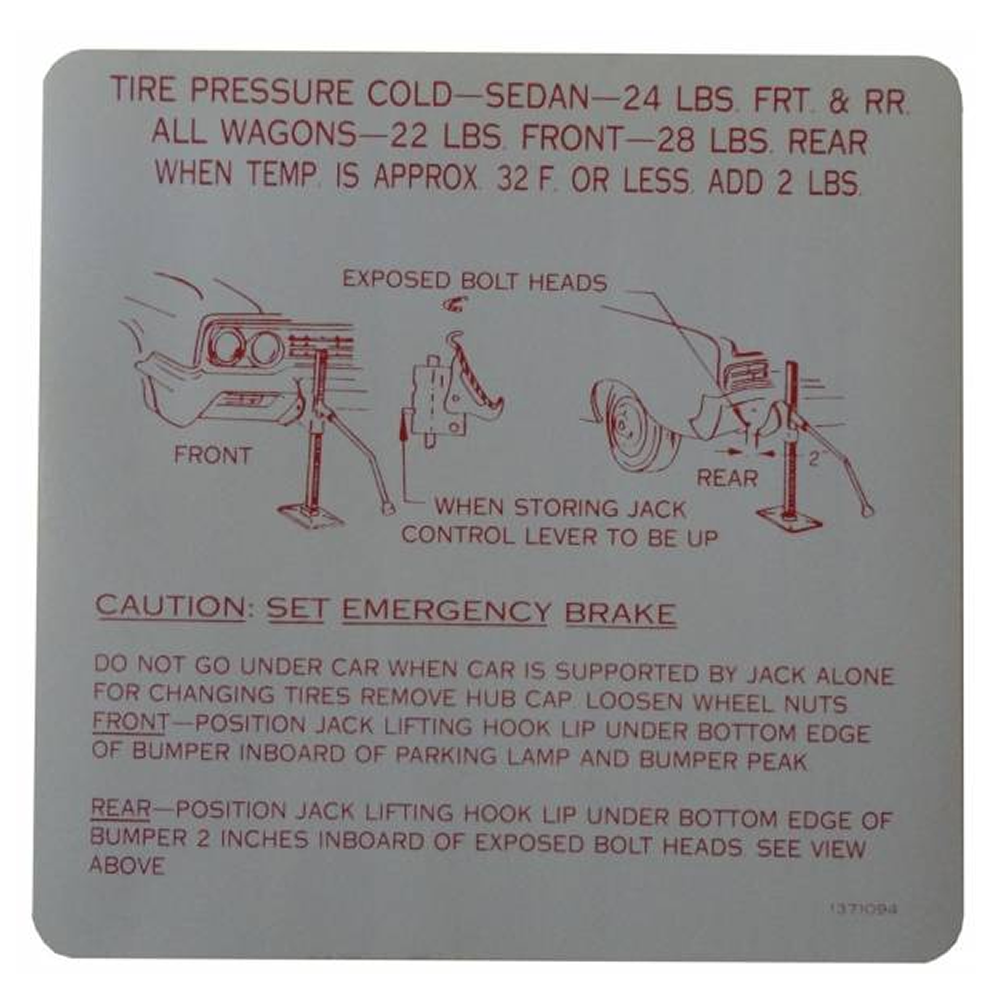 TIRE PRESSURE COLD—SEDAN—24 LBS. FRT. & RR.
ALL WAGONS—22 LBS. FRONT—28 LBS. REAR
WHEN TEMP. IS APPROX. 32 F. OR LESS. ADD 2 LBS.
EXPOSED BOLT HEADS
FRONT
REAR
2"
WHEN STORING JACK
CONTROL LEVER TO BE UP
CAUTION: SET EMERGENCY BRAKE
DO NOT GO UNDER CAR WHEN CAR IS SUPPORTED BY JACK ALONE
FOR CHANGING TIRES REMOVE HUB CAP. LOOSEN WHEEL NUTS
FRONT—POSITION JACK LIFTING HOOK LIP UNDER BOTTOM EDGE
OF BUMPER INBOARD OF PARKING LAMP AND BUMPER PEAK
REAR—POSITION JACK LIFTING HOOK LIP UNDER BOTTOM EDGE OF
BUMPER 2 INCHES INBOARD OF EXPOSED BOLT HEADS. SEE VIEW
ABOVE
1371094